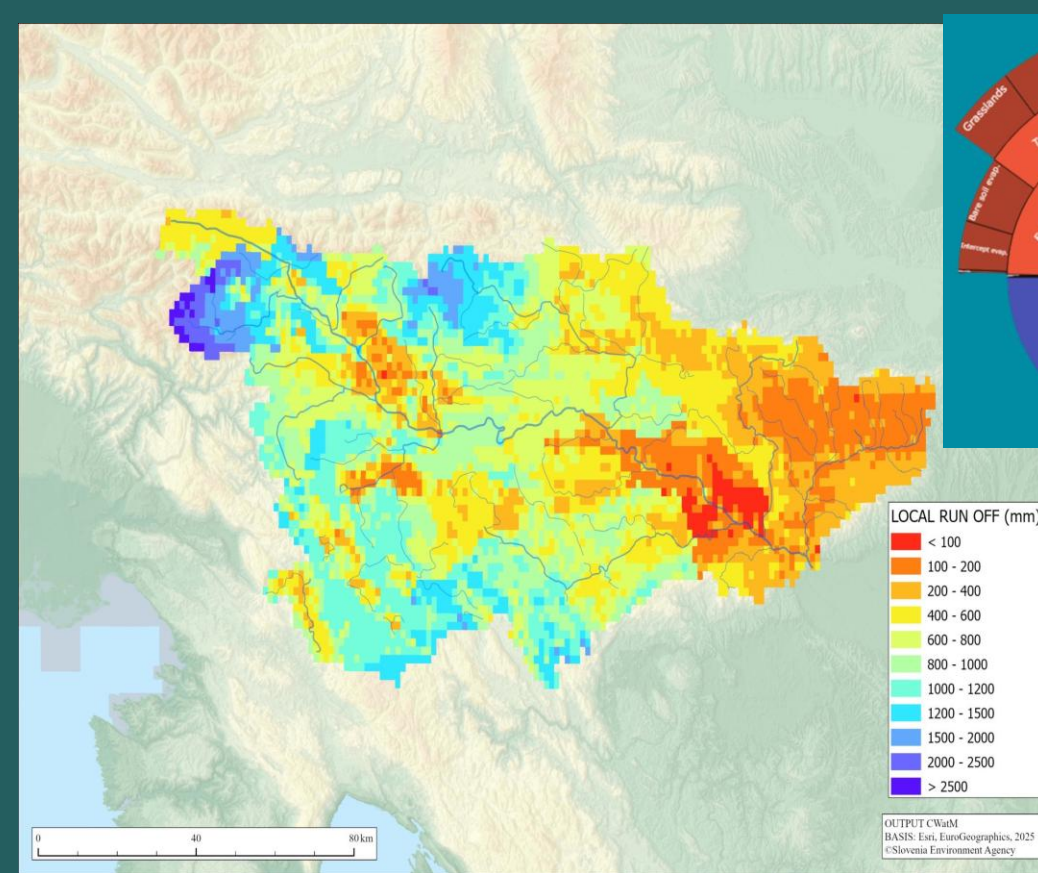 Grasslands
Bare soil evap.
Intercept evap.
LOCAL RUN OFF (mm)
< 100
100 - 200
200 - 400
400 - 600
600 - 800
800 - 1000
1000 - 1200
1200 - 1500
1500 - 2000
2000 - 2500
> 2500
0 40 80 km
OUTPUT CWatM
BASIS: Esri, EuroGeographics, 2025
©Slovenia Environment Agency